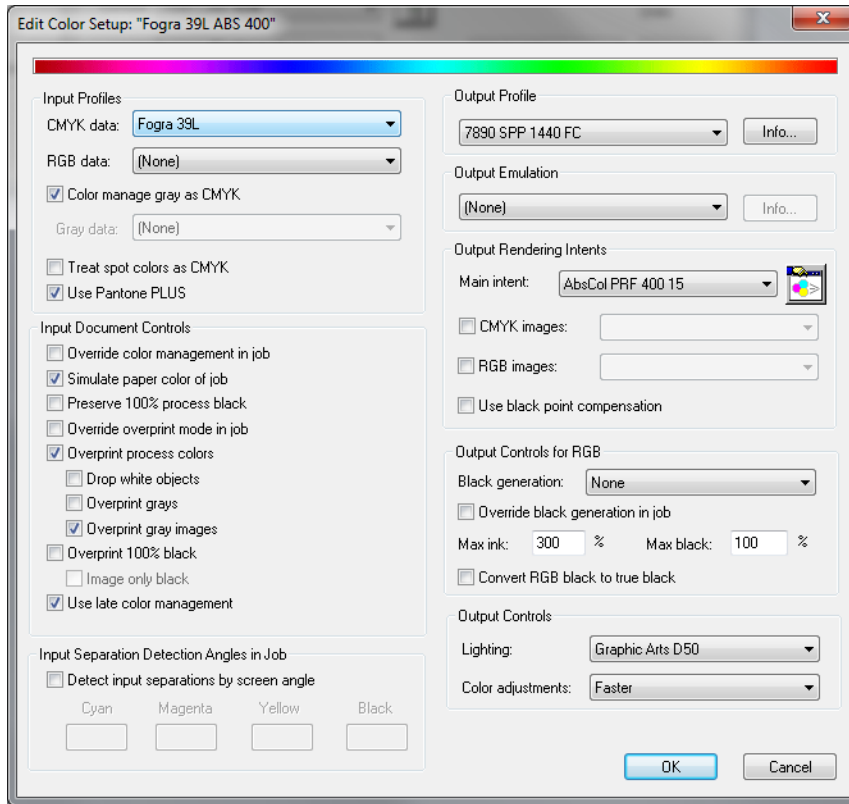 Edit Color Setup: "Fogra 39L ABS 400"
Input Profiles
CMYK data: Fogra 39L
RGB data: (None)
Color manage gray as CMYK
Gray data: (None)
Treat spot colors as CMYK
Use Pantone PLUS
Input Document Controls
Override color management in job
Simulate paper color of job
Preserve 100% process black
Override overprint mode in job
Overprint process colors
Drop white objects
Overprint grays
Overprint gray images
Overprint 100% black
Image only black
Use late color management
Input Separation Detection Angles in Job
Detect input separations by screen angle
Cyan Magenta Yellow Black
Output Profile
7890 SPP 1440 FC Info...
Output Emulation
(None) Info...
Output Rendering Intents
Main intent: AbsCol PRF 400 15
CMYK images:
RGB images:
Use black point compensation
Output Controls for RGB
Black generation: None
Override black generation in job
Max ink: 300 % Max black: 100 %
Convert RGB black to true black
Output Controls
Lighting: Graphic Arts D50
Color adjustments: Faster
OK Cancel